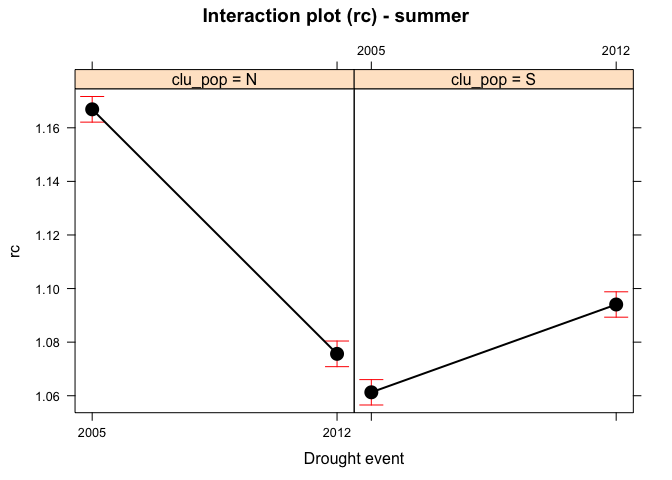 Interaction plot (rc) - summer
2005 2012
clu_pop = N clu_pop = S
1.16
1.14
1.12
1.10
1.08
1.06
rc
2005 2012
Drought event